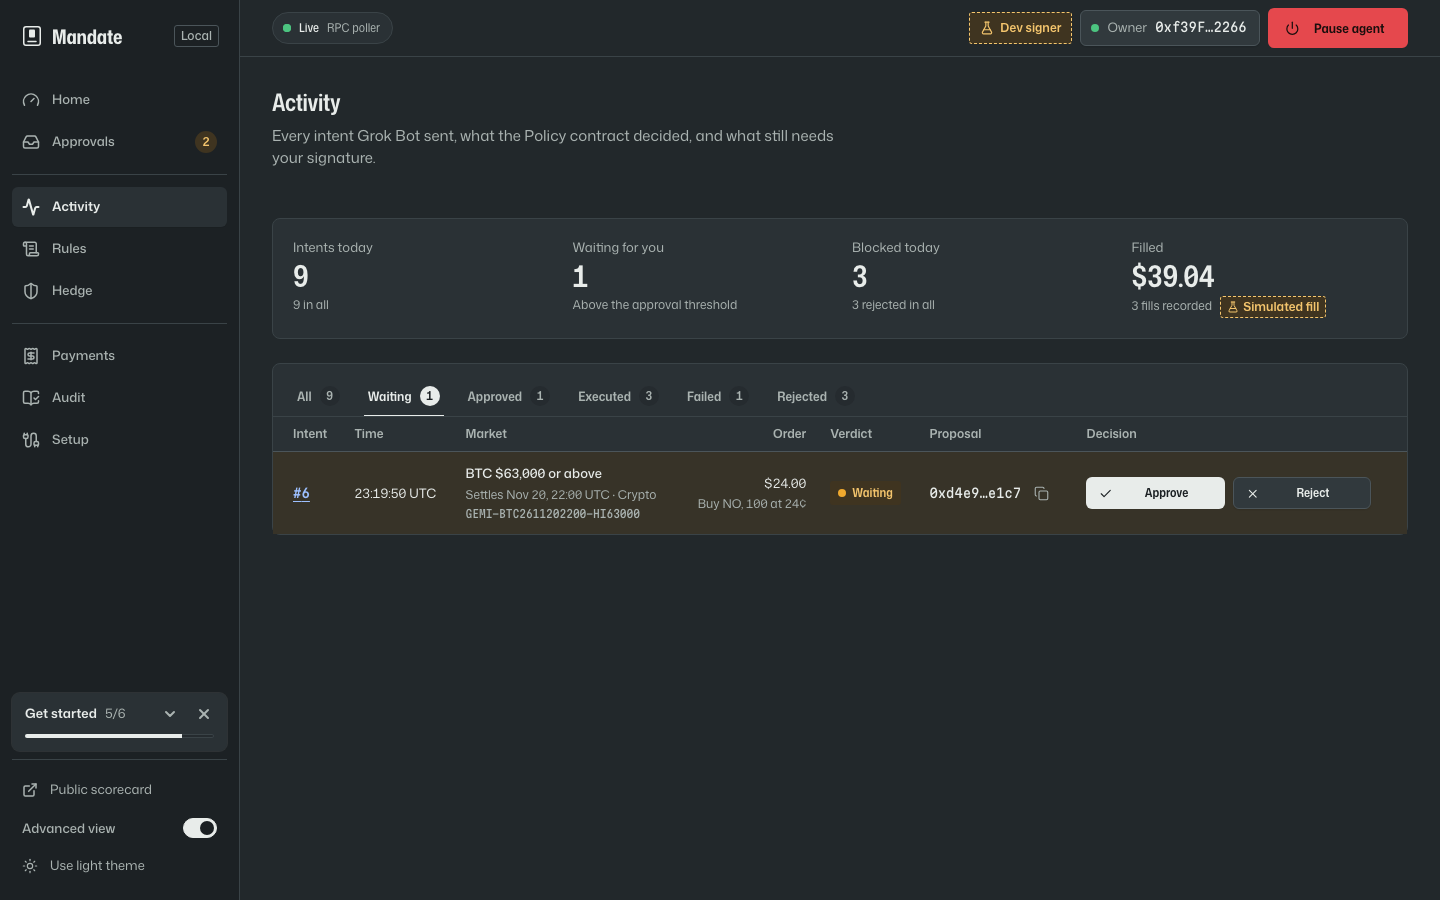 Mandate
Local
Home
Approvals 2
Activity
Rules
Hedge
Payments
Audit
Setup
Get started 5/6
Public scorecard
Advanced view
Use light theme
Live RPC poller
Dev signer
Owner 0xf39F…2266
Pause agent
Activity
Every intent Grok Bot sent, what the Policy contract decided, and what still needs
your signature.
Intents today
9
9 in all
Waiting for you
1
Above the approval threshold
Blocked today
3
3 rejected in all
Filled
$39.04
3 fills recorded Simulated fill
All 9 Waiting 1 Approved 1 Executed 3 Failed 1 Rejected 3
Intent Time Market Order Verdict Proposal Decision
#6
23:19:50 UTC
BTC $63,000 or above
Settles Nov 20, 22:00 UTC · Crypto
GEMI-BTC2611202200-HI63000
$24.00
Buy NO, 100 at 24¢
Waiting
0xd4e9…e1c7
Approve
Reject